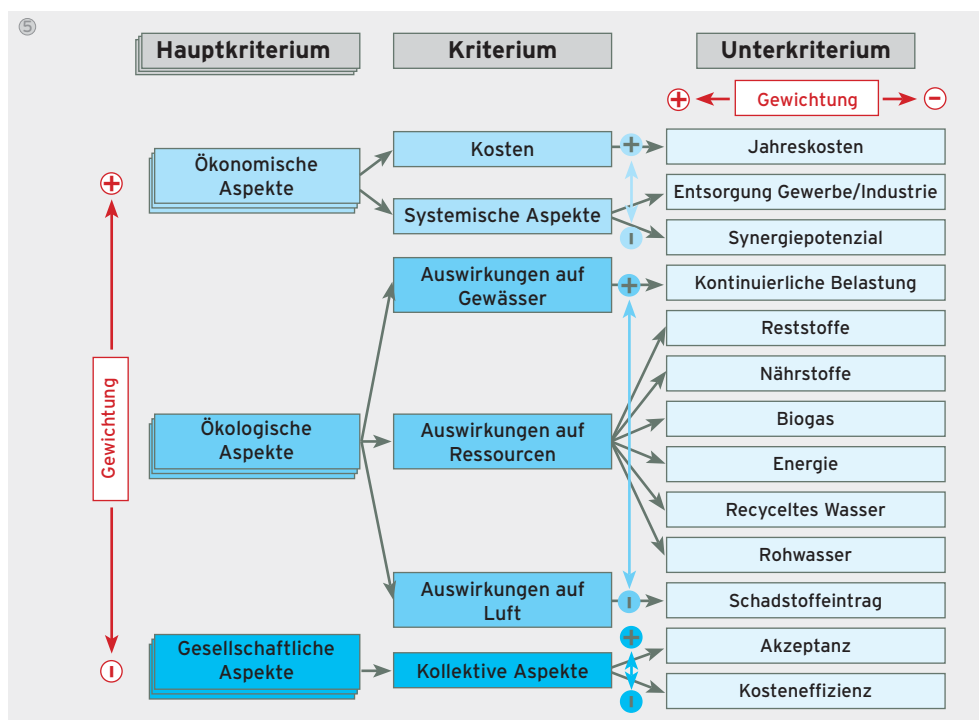 ⑤
Hauptkriterium
Kriterium
Unterkriterium
+ Gewichtung −
Ökonomische
Aspekte
Kosten
+
Jahreskosten
Systemische Aspekte
−
Entsorgung Gewerbe/Industrie
Synergiepotenzial
+
Gewichtung
−
Ökologische
Aspekte
Auswirkungen auf
Gewässer
+
Kontinuierliche Belastung
Auswirkungen auf
Ressourcen
Reststoffe
Nährstoffe
Biogas
Energie
Recyceltes Wasser
Rohwasser
Auswirkungen auf
Luft
−
Schadstoffeintrag
Gesellschaftliche
Aspekte
Kollektive Aspekte
+
−
Akzeptanz
Kosteneffizienz